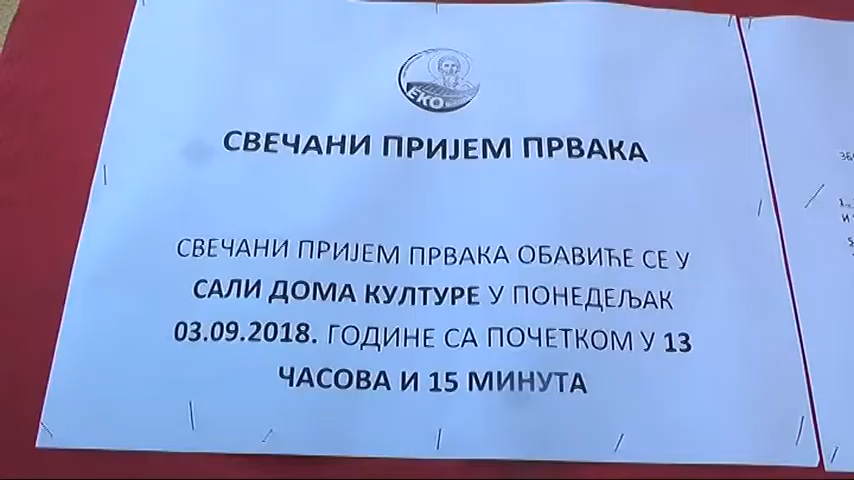 ЕКО
СВЕЧАНИ ПРИЈЕМ ПРВАКА
СВЕЧАНИ ПРИЈЕМ ПРВАКА ОБАВИЋЕ СЕ У
САЛИ ДОМА КУЛТУРЕ У ПОНЕДЕЉАК
03.09.2018. ГОДИНЕ СА ПОЧЕТКОМ У 13
ЧАСОВА И 15 МИНУТА